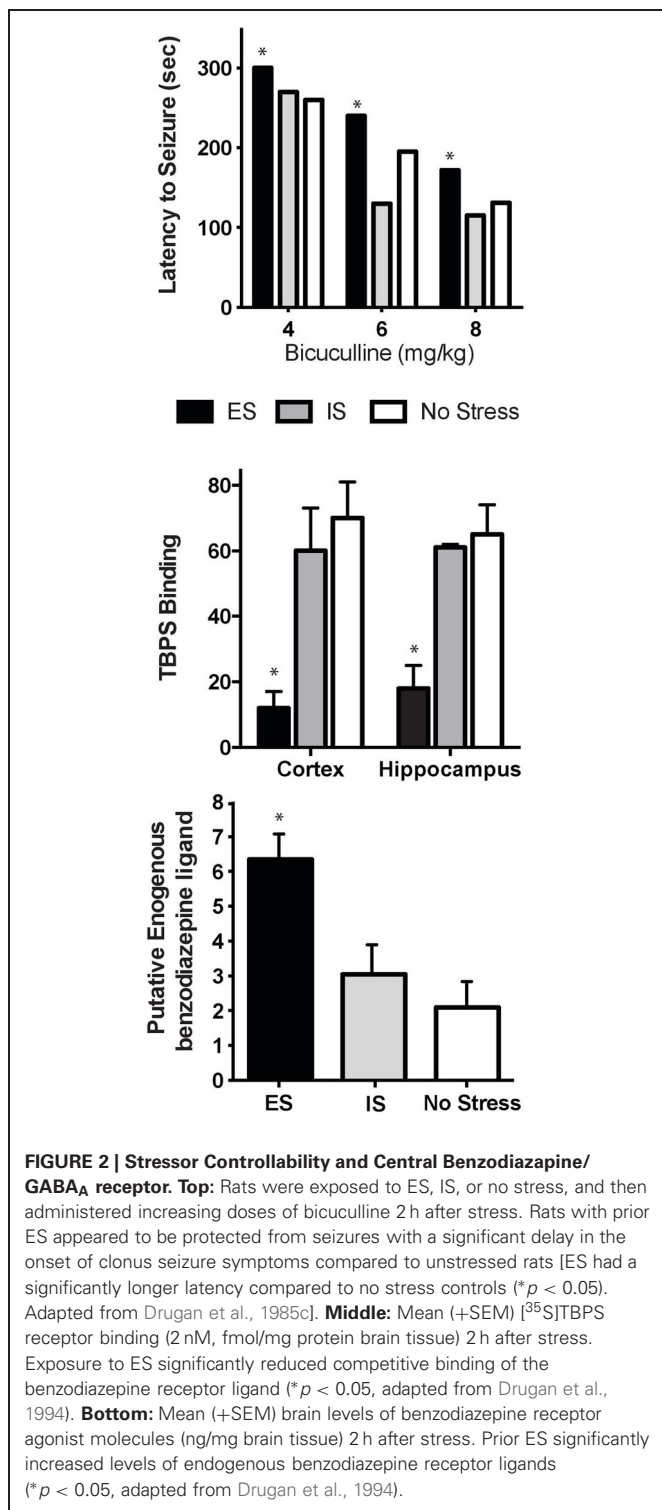 *
*
*
Latency to Seizure (sec)
300
200
100
0
4 6 8
Bicuculline (mg/kg)
ES IS No Stress
TBPS Binding
80
60
40
20
0
*
*
Cortex Hippocampus
Putative Enogenous
benzodiazepine ligand
8
7
6
5
4
3
2
1
0
*
ES IS No Stress
FIGURE 2 | Stressor Controllability and Central Benzodiazapine/
GABAA receptor. Top: Rats were exposed to ES, IS, or no stress, and then
administered increasing doses of bicuculline 2 h after stress. Rats with prior
ES appeared to be protected from seizures with a significant delay in the
onset of clonus seizure symptoms compared to unstressed rats [ES had a
significantly longer latency compared to no stress controls (*p < 0.05).
Adapted from Drugan et al., 1985c]. Middle: Mean (+SEM) [35S]TBPS
receptor binding (2 nM, fmol/mg protein brain tissue) 2 h after stress.
Exposure to ES significantly reduced competitive binding of the
benzodiazepine receptor ligand (*p < 0.05, adapted from Drugan et al.,
1994). Bottom: Mean (+SEM) brain levels of benzodiazepine receptor
agonist molecules (ng/mg brain tissue) 2 h after stress. Prior ES significantly
increased levels of endogenous benzodiazepine receptor ligands
(*p < 0.05, adapted from Drugan et al., 1994).